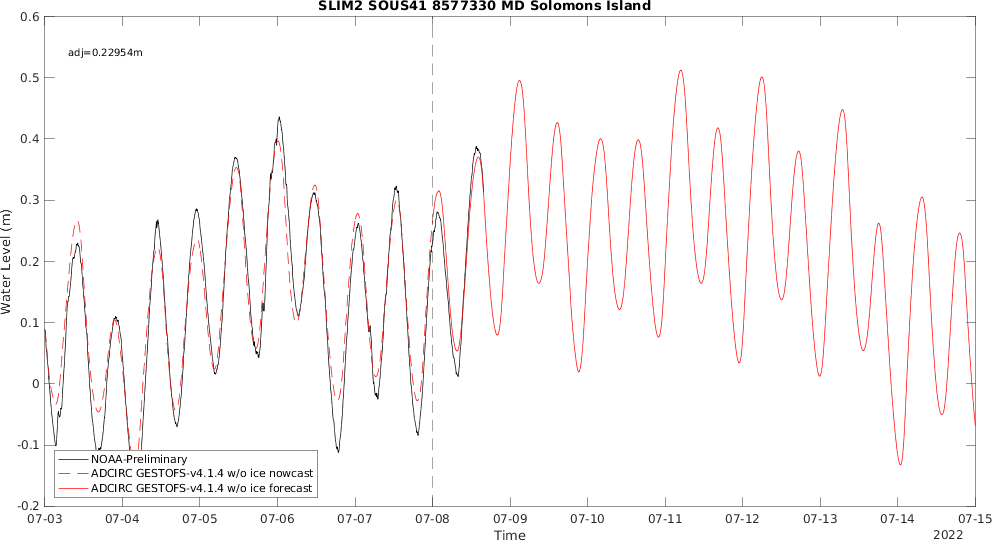 SLIM2 SOUS41 8577330 MD Solomons Island
adj=0.22954m
0.6
0.5
0.4
0.3
0.2
0.1
0
-0.1
-0.2
Water Level (m)
NOAA-Preliminary
ADCIRC GESTOFS-v4.1.4 w/o ice nowcast
ADCIRC GESTOFS-v4.1.4 w/o ice forecast
07-03 07-04 07-05 07-06 07-07 07-08 07-09 07-10 07-11 07-12 07-13 07-14 07-15
Time
2022